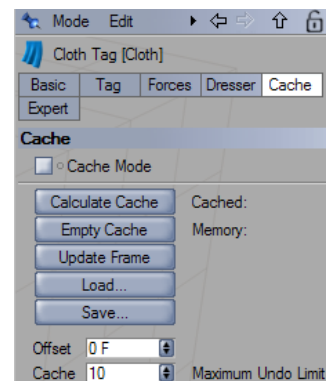 Mode Edit
Cloth Tag [Cloth]
Basic Tag Forces Dresser Cache
Expert
Cache
Cache Mode
Calculate Cache Cached:
Empty Cache Memory:
Update Frame
Load...
Save...
Offset 0 F
Cache 10 Maximum Undo Limit